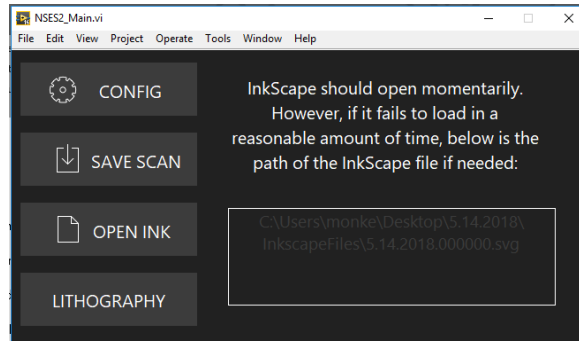 NSES2_Main.vi
File Edit View Project Operate Tools Window Help
CONFIG
SAVE SCAN
OPEN INK
LITHOGRAPHY
InkScape should open momentarily.
However, if it fails to load in a
reasonable amount of time, below is the
path of the InkScape file if needed:
C:\Users\monke\Desktop\5.14.2018\
InkscapeFiles\5.14.2018.000000.svg